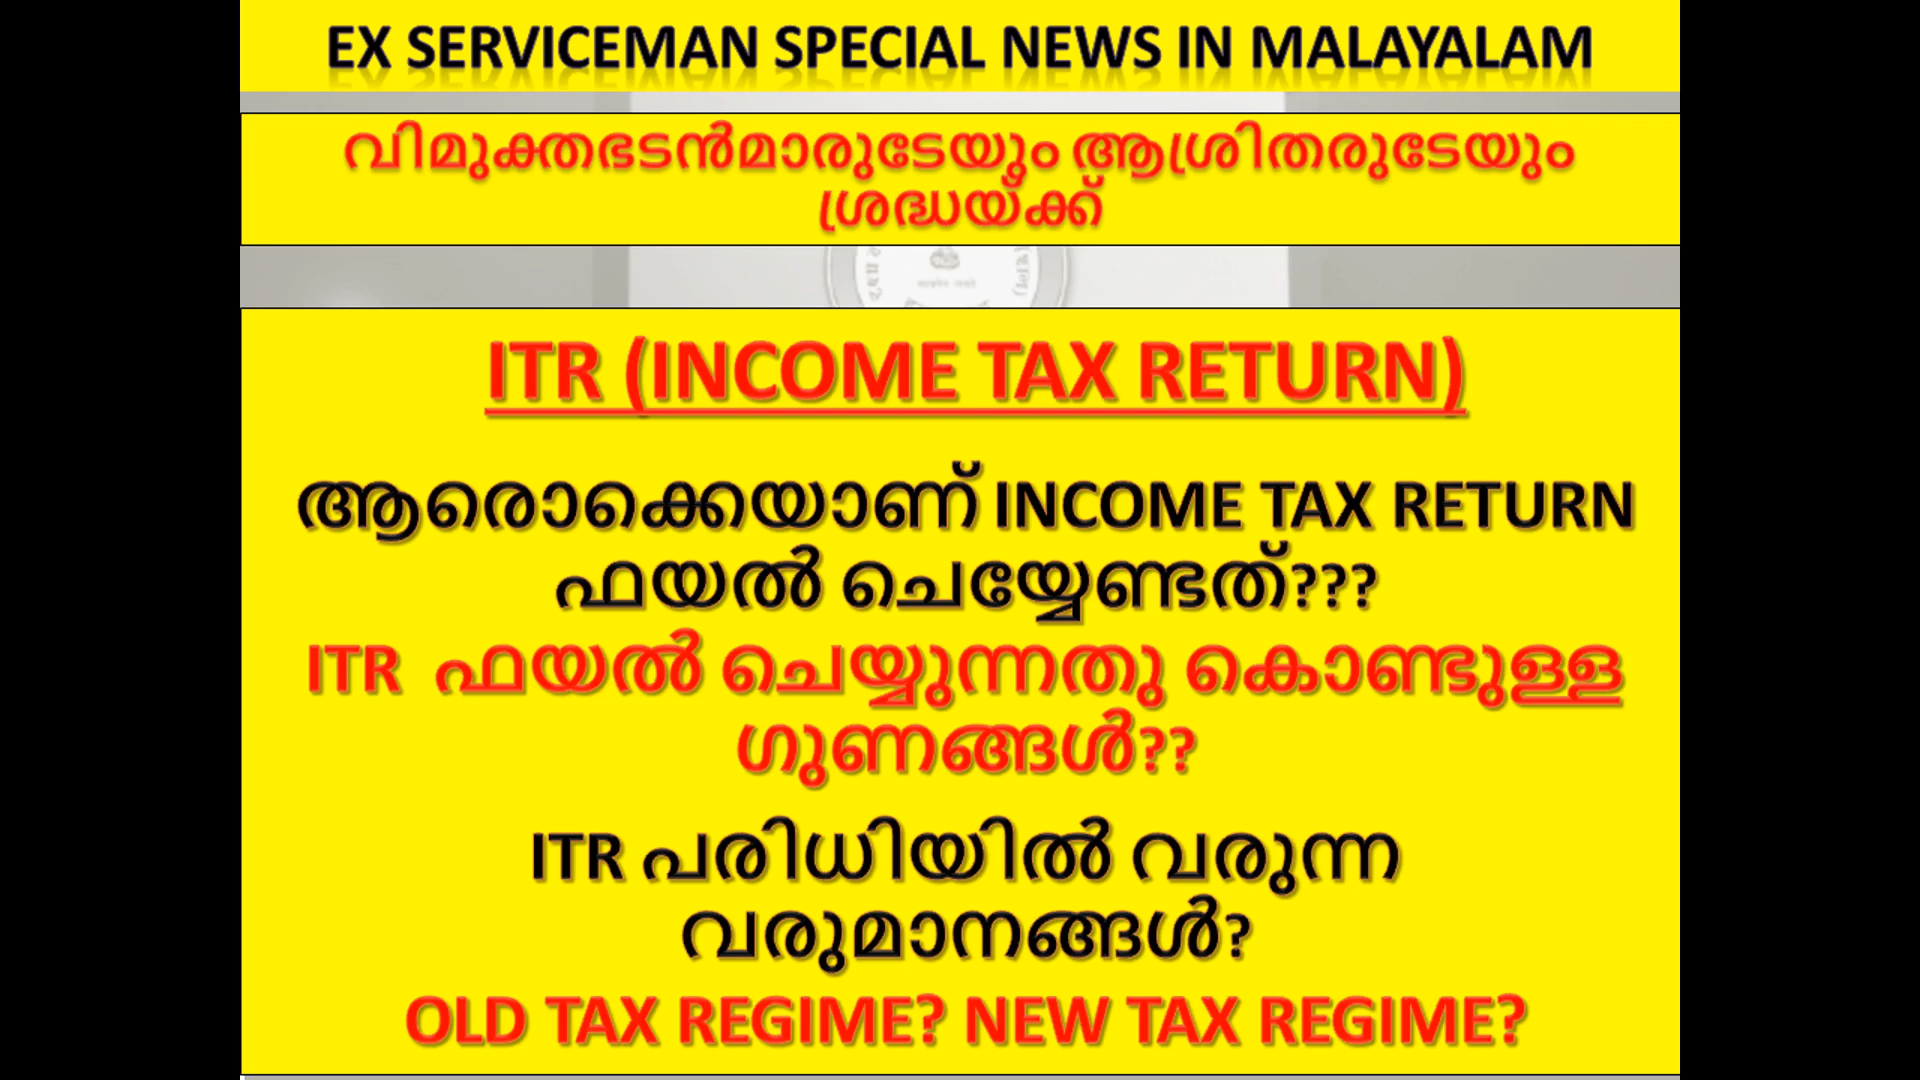 EX SERVICEMAN SPECIAL NEWS IN MALAYALAM
വിമുക്തഭടൻമാരുടേയും ആശ്രിതരുടേയും
ശ്രദ്ധയ്ക്ക്
ITR (INCOME TAX RETURN)
ആരൊക്കെയാണ് INCOME TAX RETURN
ഫയൽ ചെയ്യേണ്ടത്???
ITR ഫയൽ ചെയ്യുന്നതു കൊണ്ടുള്ള
ഗുണങ്ങൾ??
ITR പരിധിയിൽ വരുന്ന
വരുമാനങ്ങൾ?
OLD TAX REGIME? NEW TAX REGIME?